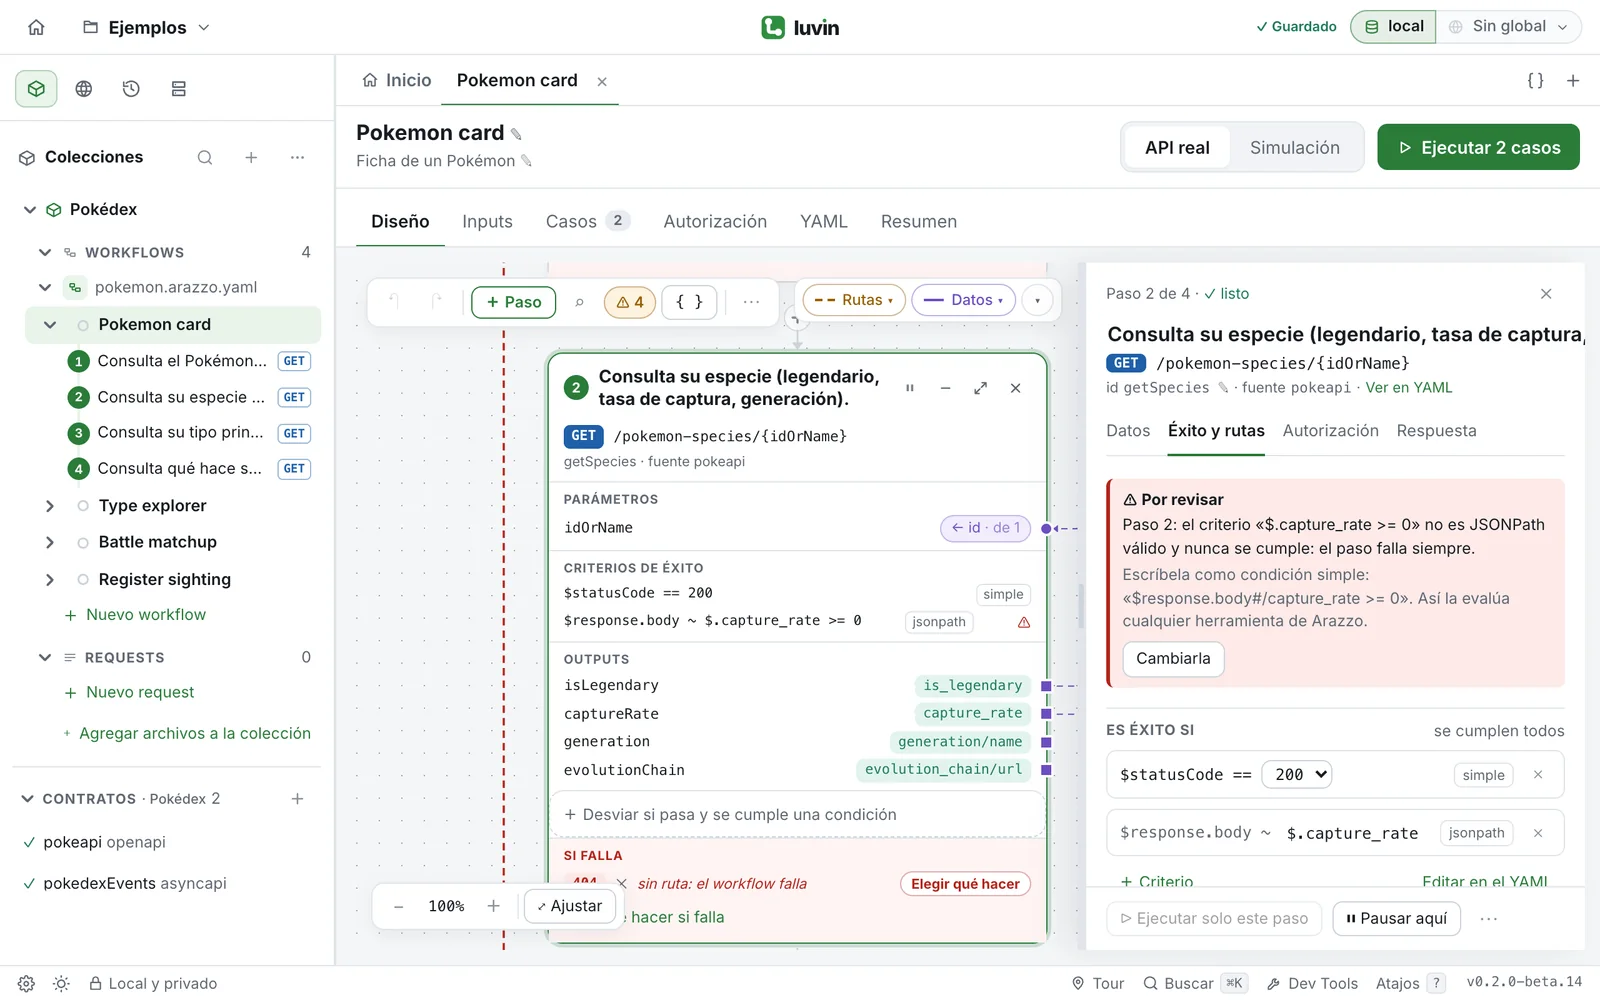 Ejemplos
luvin
✓ Guardado
local
Sin global
Inicio
Pokemon card ×
{ } +
Colecciones
Pokemon card
Ficha de un Pokémon
API real
Simulación
Ejecutar 2 casos
Pokédex
WORKFLOWS 4
pokemon.arazzo.yaml
Pokemon card
1 Consulta el Pokémon... GET
2 Consulta su especie ... GET
3 Consulta su tipo prin... GET
4 Consulta qué hace s... GET
Type explorer
Battle matchup
Register sighting
+ Nuevo workflow
REQUESTS 0
+ Nuevo request
+ Agregar archivos a la colección
CONTRATOS · Pokédex 2 +
✓ pokeapi openapi
✓ pokedexEvents asyncapi
Diseño
Inputs
Casos 2
Autorización
YAML
Resumen
+ Paso
4
{ }
...
Rutas
Datos
2 Consulta su especie (legendario,
tasa de captura, generación).
GET /pokemon-species/{idOrName}
getSpecies · fuente pokeapi
PARÁMETROS
idOrName
← id · de 1
CRITERIOS DE ÉXITO
$statusCode == 200
simple
$response.body ~ $.capture_rate >= 0
jsonpath
OUTPUTS
isLegendary is_legendary
captureRate capture_rate
generation generation/name
evolutionChain evolution_chain/url
+ Desviar si pasa y se cumple una condición
SI FALLA
404 × sin ruta: el workflow falla
Elegir qué hacer
hacer si falla
− 100% +
Ajustar
Paso 2 de 4 · ✓ listo
Consulta su especie (legendario, tasa de captura,
GET /pokemon-species/{idOrName}
id getSpecies · fuente pokeapi · Ver en YAML
Datos
Éxito y rutas
Autorización
Respuesta
Por revisar
Paso 2: el criterio «$.capture_rate >= 0» no es JSONPath
válido y nunca se cumple: el paso falla siempre.
Escríbela como condición simple:
«$response.body#/capture_rate >= 0». Así la evalúa
cualquier herramienta de Arazzo.
Cambiarla
ES ÉXITO SI
se cumplen todos
$statusCode == 200
simple ×
$response.body ~ $.capture_rate
jsonpath ×
+ Criterio
Editar en el YAML
Ejecutar solo este paso
Pausar aquí
...
Local y privado
Tour
Buscar ⌘K
Dev Tools
Atajos ?
v0.2.0-beta.14